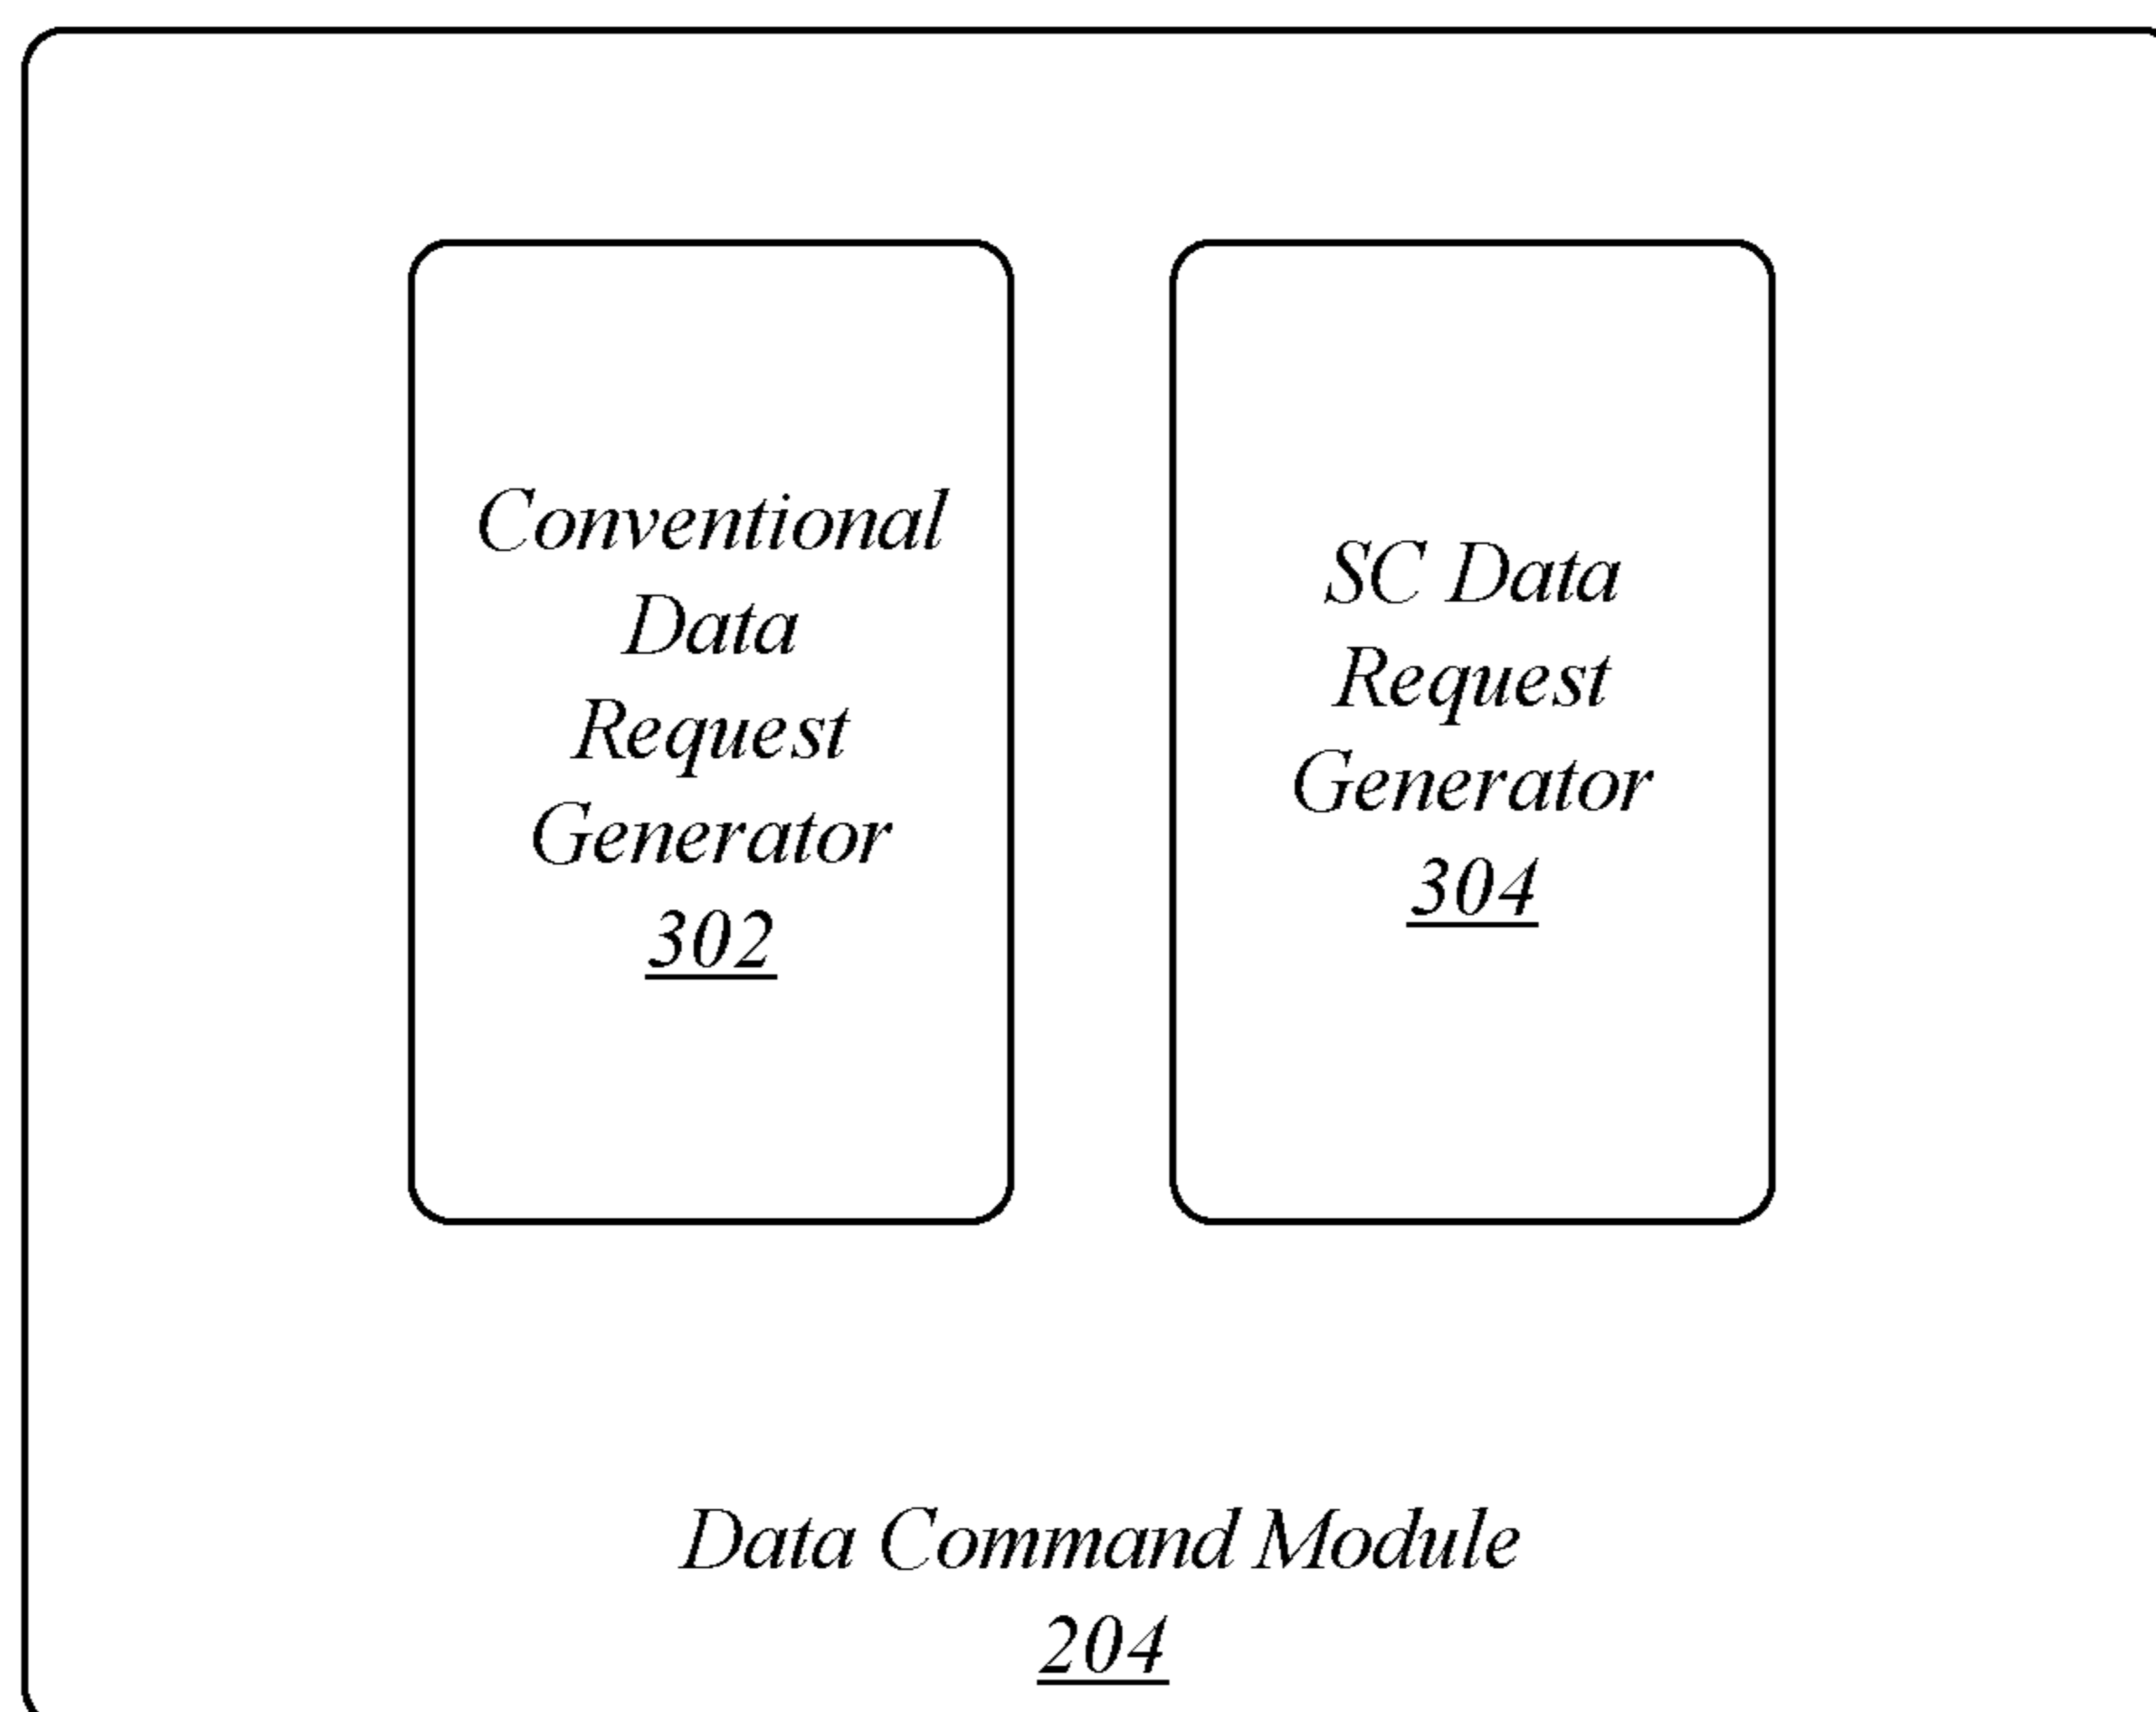 Conventional
Data
Request
Generator
302
SC Data
Request
Generator
304
Data Command Module
204